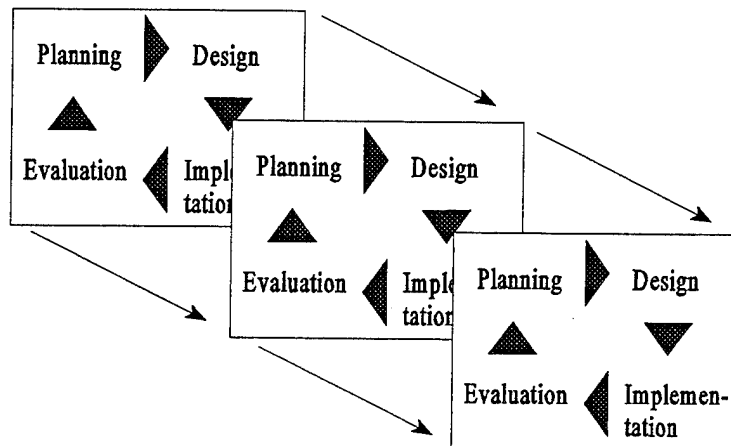 Planning Design
Evaluation Imple
tation
Planning Design
Evaluation Imple
tation
Planning Design
Evaluation Implemen-
tation